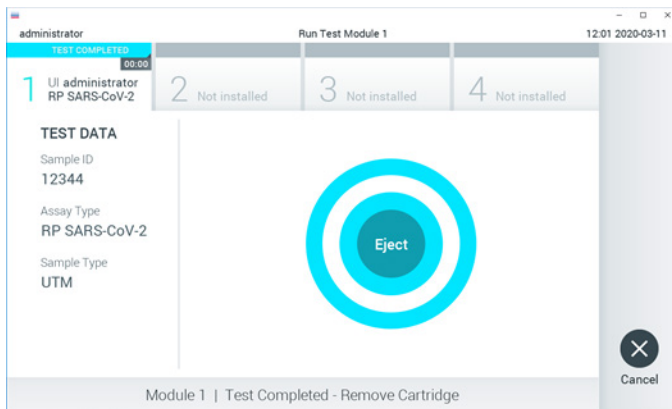 administrator Run Test Module 1 12:01 2020-03-11
TEST COMPLETED
00:00
1 UI administrator
RP SARS-CoV-2
2 Not installed
3 Not installed
4 Not installed
TEST DATA
Sample ID
12344
Assay Type
RP SARS-CoV-2
Sample Type
UTM
Eject
Cancel
Module 1 | Test Completed - Remove Cartridge